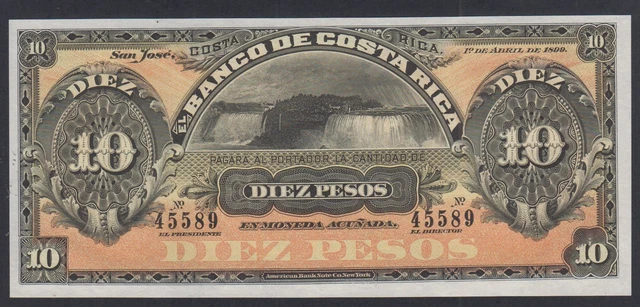 10
10
San José,
COSTA RICA,
1º DE ABRIL DE 1899.
EL BANCO DE COSTA RICA
DIEZ
DIEZ
10
10
PAGARA AL PORTADOR LA CANTIDAD DE
DIEZ PESOS
Nº
45589
Nº
45589
EN MONEDA ACUÑADA.
EL PRESIDENTE
EL DIRECTOR
DIEZ PESOS
10
10
American Bank Note Co. New York